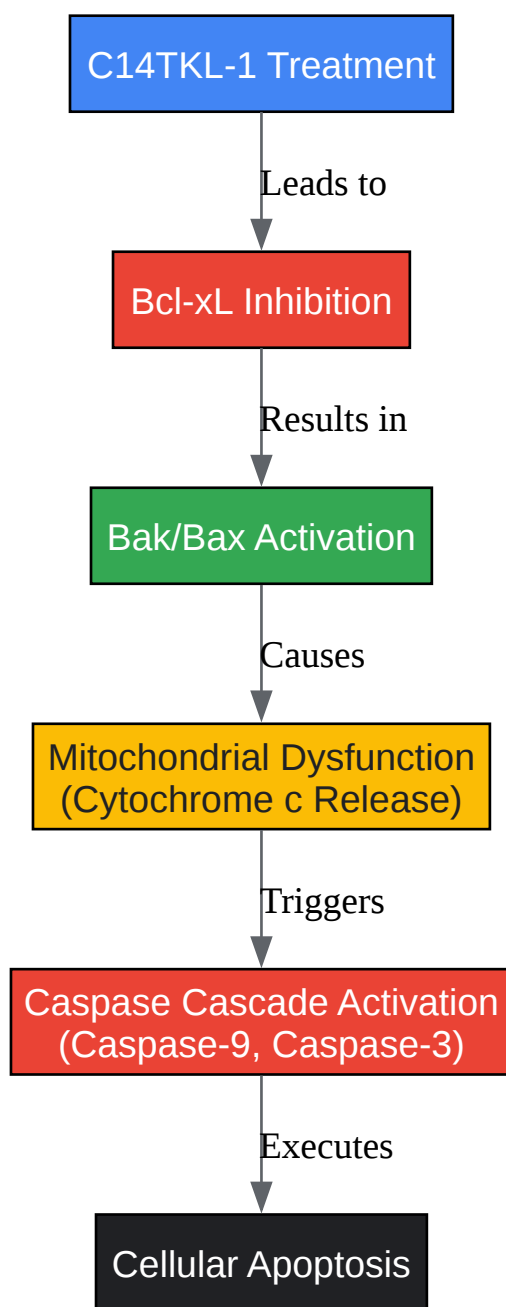 C14TKL-1 Treatment
Leads to
Bcl-xL Inhibition
Results in
Bak/Bax Activation
Causes
Mitochondrial Dysfunction
(Cytochrome c Release)
Triggers
Caspase Cascade Activation
(Caspase-9, Caspase-3)
Executes
Cellular Apoptosis